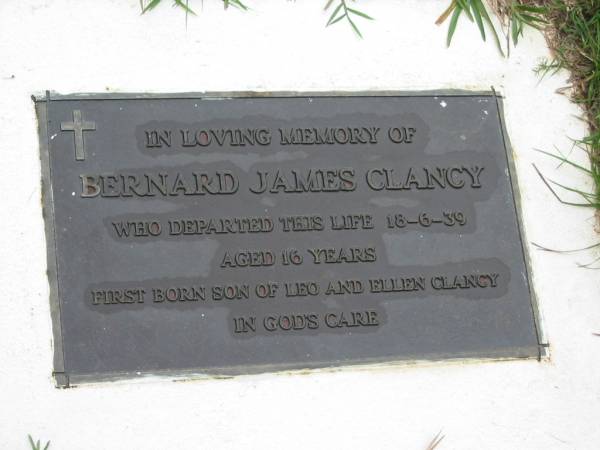 IN LOVING MEMORY OF
BERNARD JAMES CLANCY
WHO DEPARTED THIS LIFE 18-6-39
AGED 16 YEARS
FIRST BORN SON OF LEO AND ELLEN CLANCY
IN GOD'S CARE